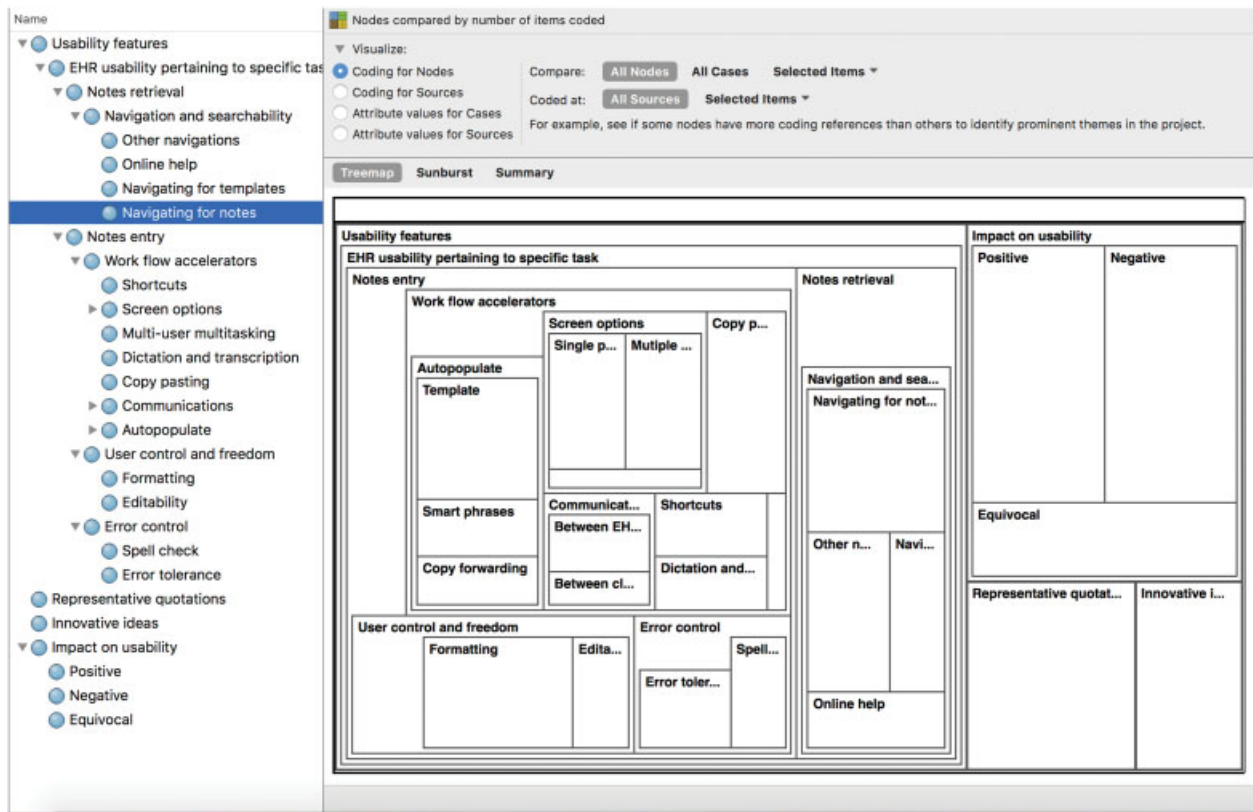 Name
Usability features
EHR usability pertaining to specific tas
Notes retrieval
Navigation and searchability
Other navigations
Online help
Navigating for templates
Navigating for notes
Notes entry
Work flow accelerators
Shortcuts
Screen options
Multi-user multitasking
Dictation and transcription
Copy pasting
Communications
Autopopulate
User control and freedom
Formatting
Editability
Error control
Spell check
Error tolerance
Representative quotations
Innovative ideas
Impact on usability
Positive
Negative
Equivocal
Nodes compared by number of items coded
Visualize:
Coding for Nodes
Coding for Sources
Attribute values for Cases
Attribute values for Sources
Compare: All Nodes All Cases Selected Items
Coded at: All Sources Selected Items
For example, see if some nodes have more coding references than others to identify prominent themes in the project.
Treemap Sunburst Summary
Usability features
EHR usability pertaining to specific task
Notes entry
Work flow accelerators
Autopopulate
Template
Smart phrases
Copy forwarding
Screen options
Single p... Mutiple ...
Copy p...
Communicat...
Between EH...
Between cl...
Shortcuts
Dictation and...
User control and freedom
Formatting
Edita...
Error control
Error toler...
Spell...
Notes retrieval
Navigation and sea...
Navigating for not...
Other n... Navi...
Online help
Impact on usability
Positive Negative
Equivocal
Representative quotat... Innovative i...